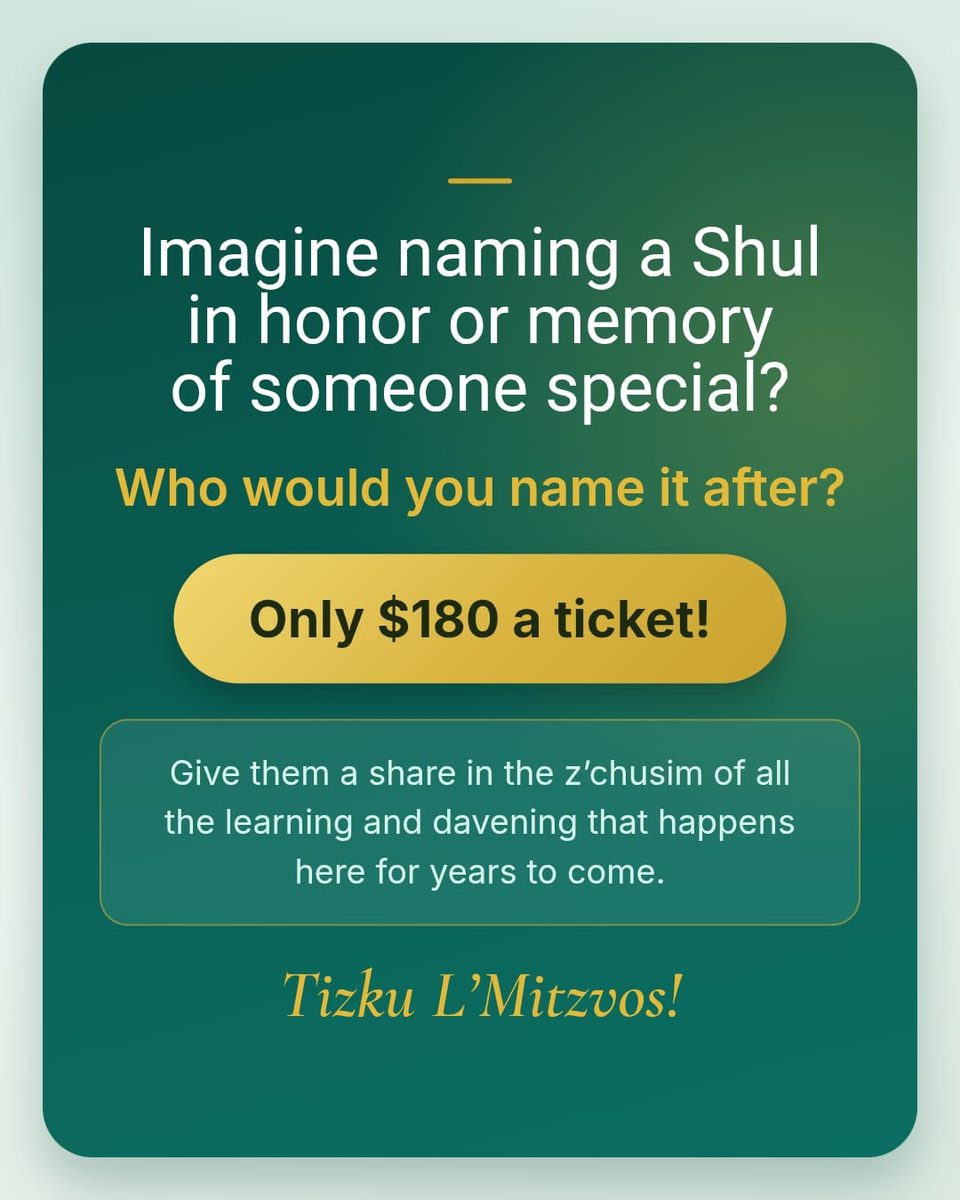 Imagine naming a Shul
in honor or memory
of someone special?
Who would you name it after?
Only $180 a ticket!
Give them a share in the z’chusim of all
the learning and davening that happens
here for years to come.
Tizku L’Mitzvos!